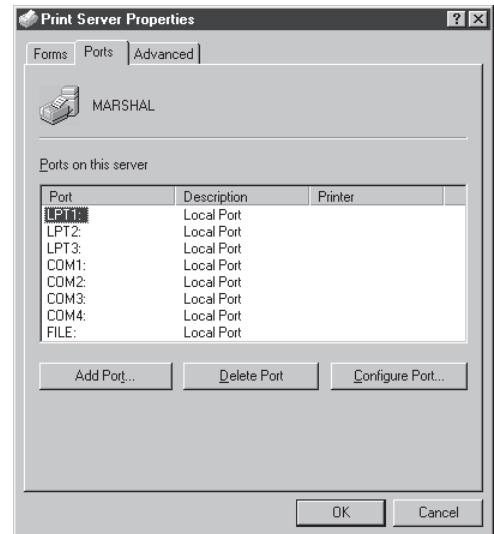 Print Server Properties
Forms Ports Advanced
MARSHAL
Ports on this server
Port Description Printer
LPT1: Local Port
LPT2: Local Port
LPT3: Local Port
COM1: Local Port
COM2: Local Port
COM3: Local Port
COM4: Local Port
FILE: Local Port
Add Port... Delete Port Configure Port...
OK Cancel